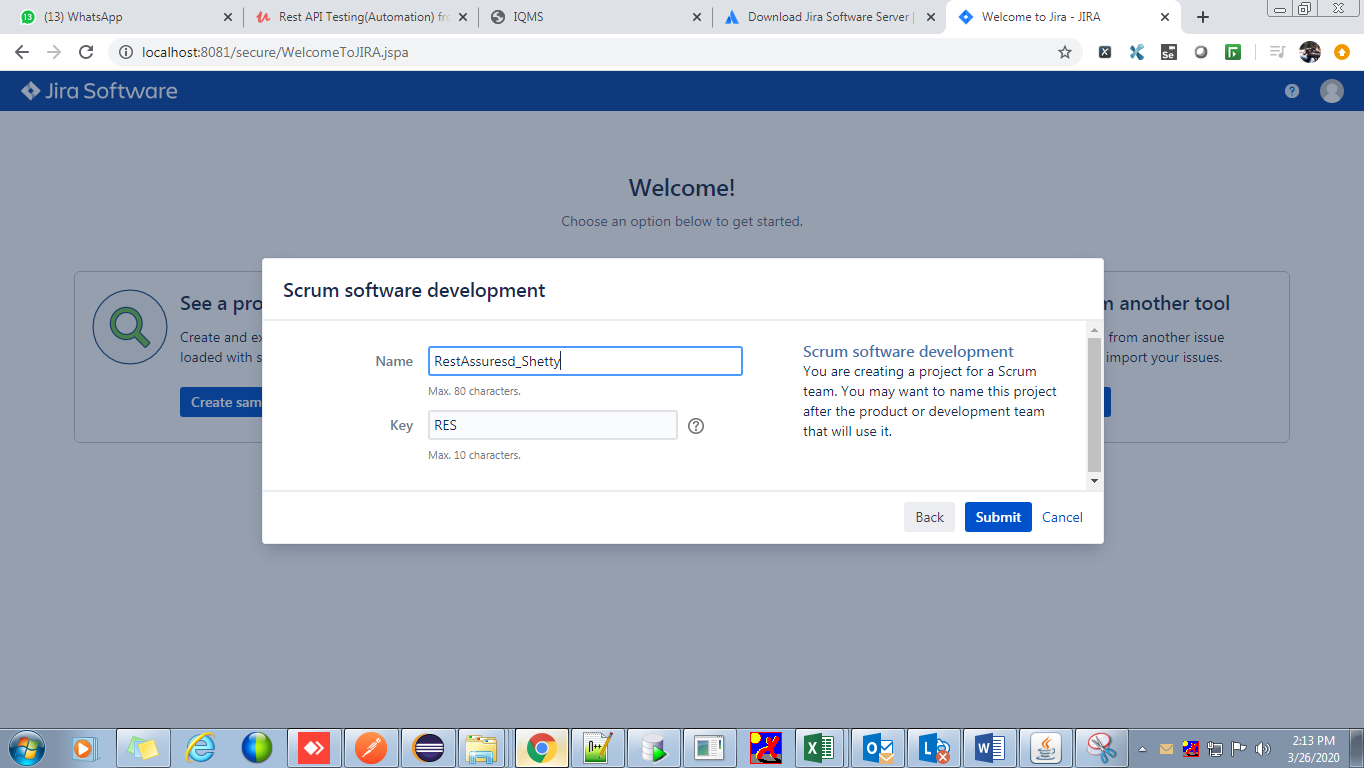 (13) WhatsApp
Rest API Testing(Automation) fro
IQMS
Download Jira Software Server |
Welcome to Jira - JIRA
localhost:8081/secure/WelcomeToJIRA.jspa
Jira Software
Welcome!
Choose an option below to get started.
See a pro
Create and ex
loaded with s
Create sam
m another tool
from another issue
import your issues.
Scrum software development
Name
RestAssuresd_Shetty
Max. 80 characters.
Key
RES
Max. 10 characters.
Scrum software development
You are creating a project for a Scrum
team. You may want to name this project
after the product or development team
that will use it.
Back
Submit
Cancel
2:13 PM
3/26/2020